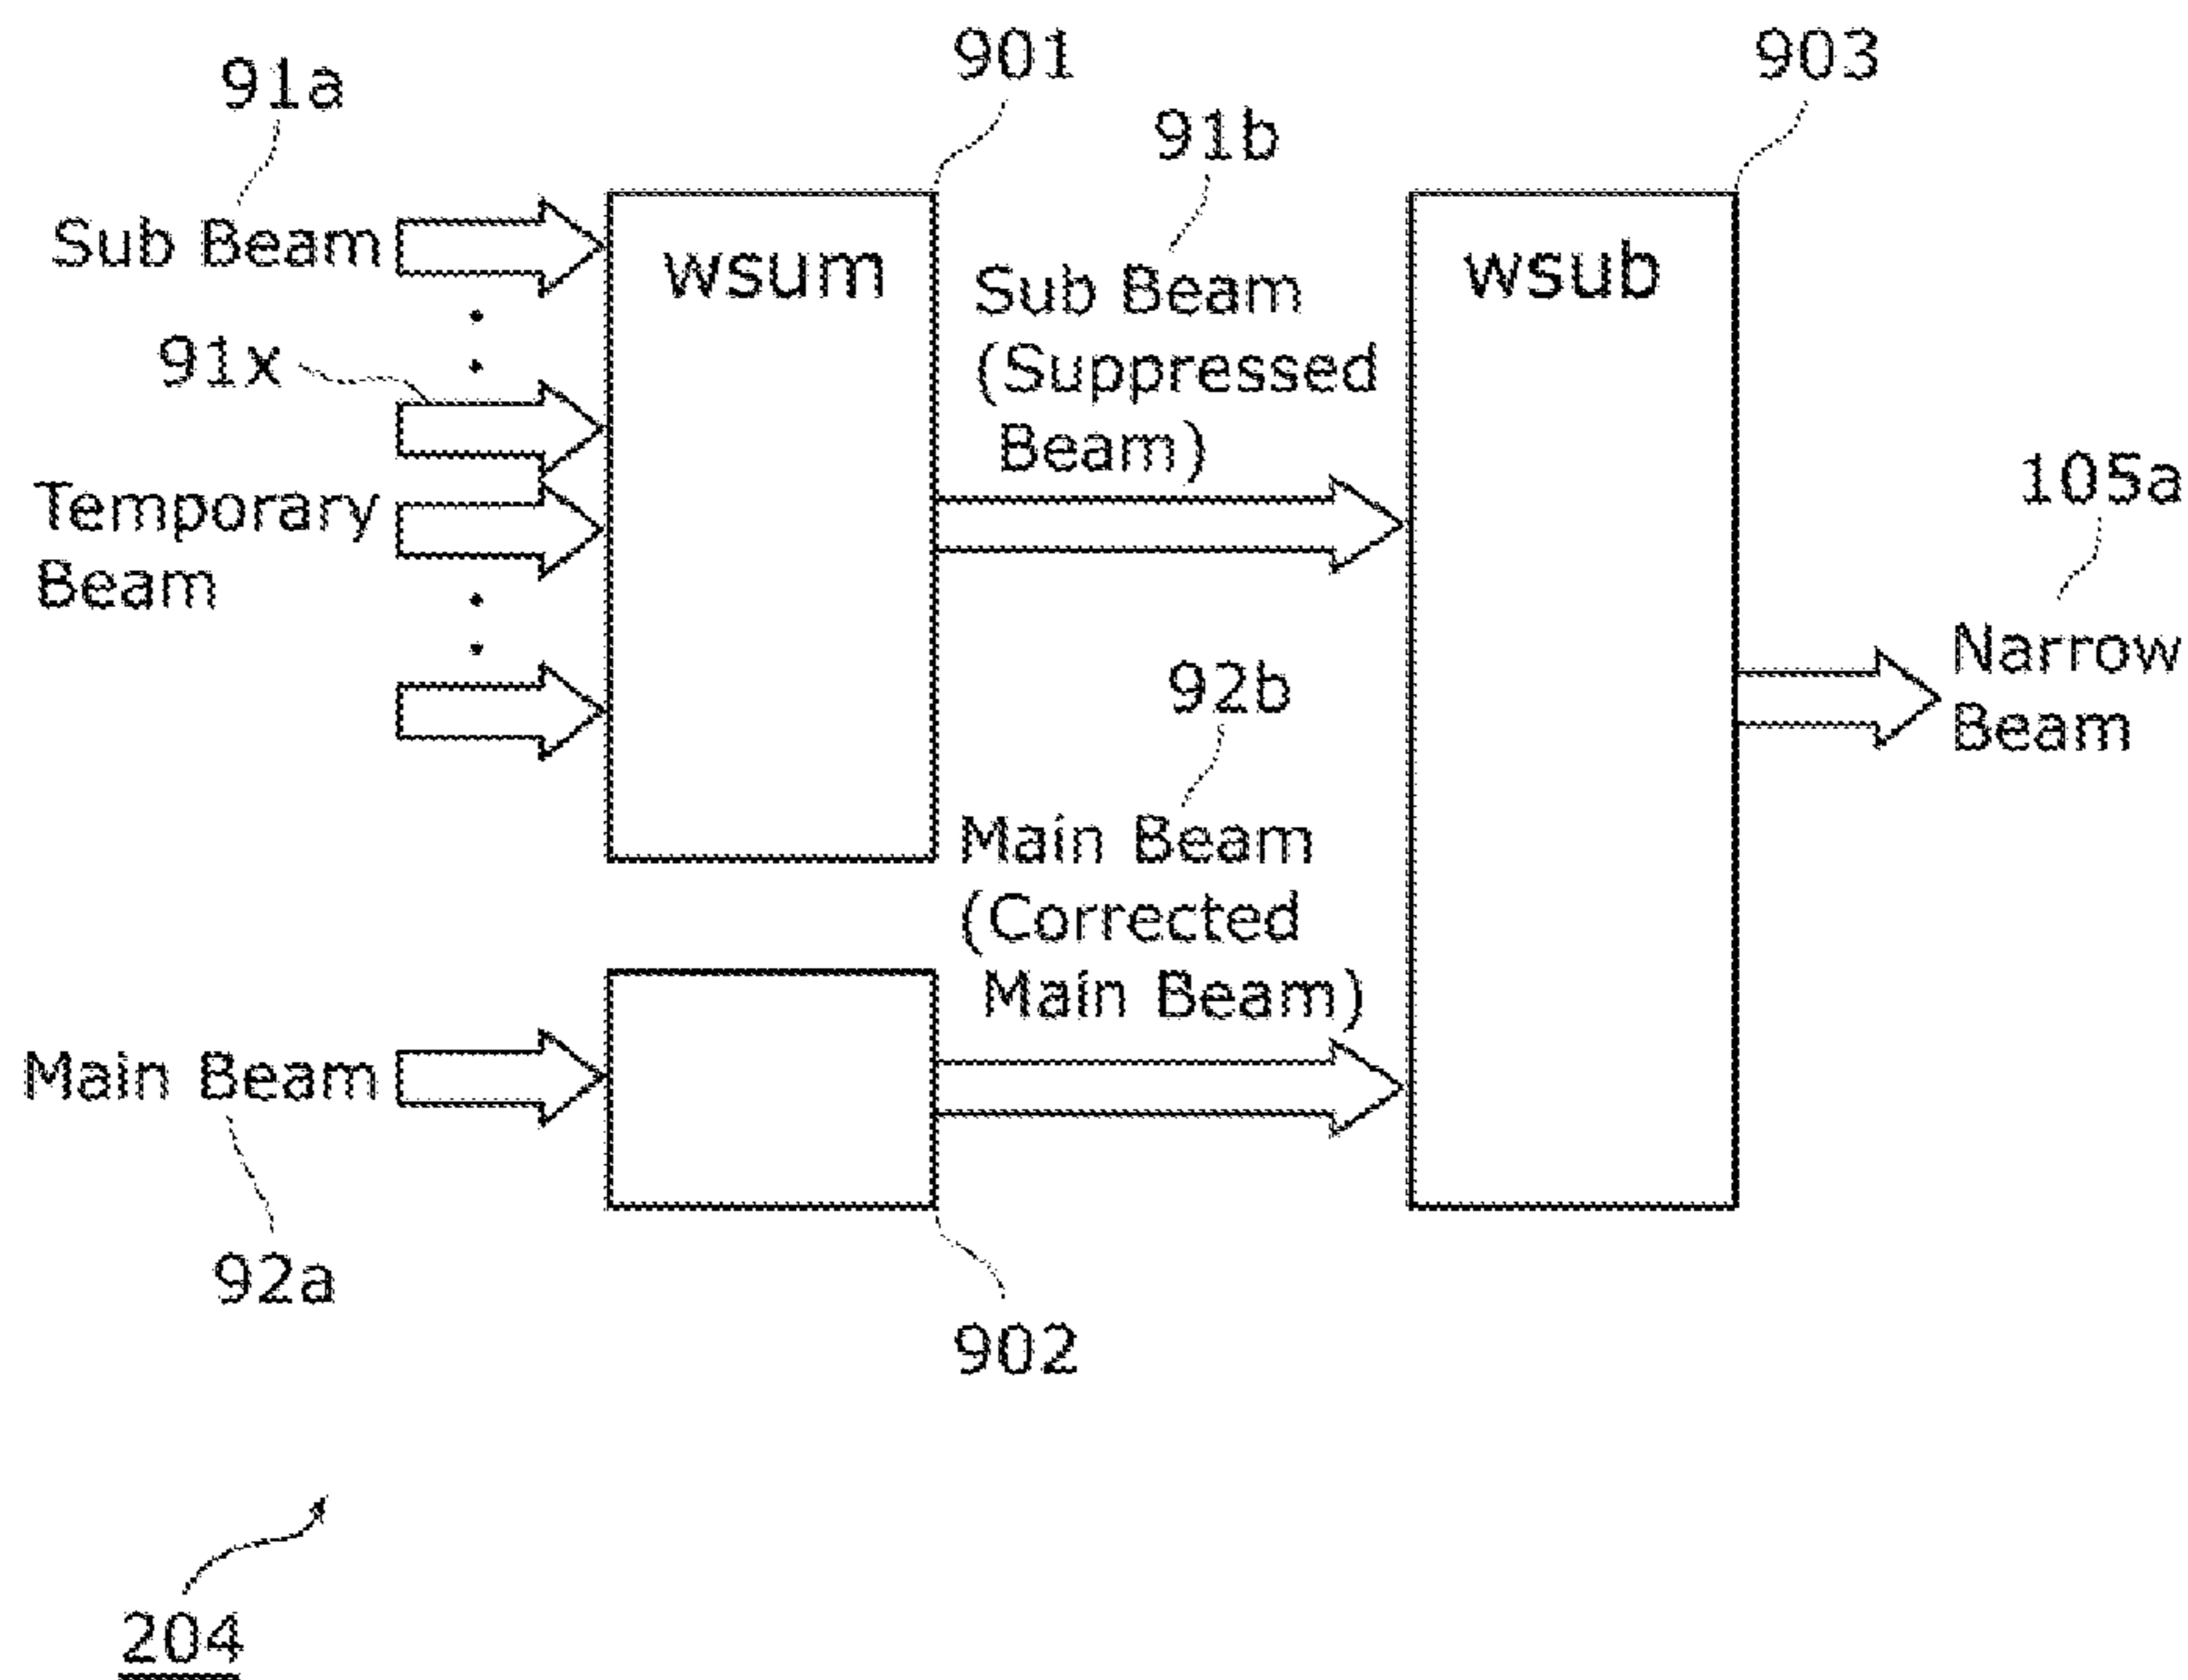 901
903
91a
91b
Sub Beam
wsum
Sub Beam
(Suppressed
Beam)
wsub
91x
105a
Temporary
Beam
Narrow
Beam
92b
Main Beam
(Corrected
Main Beam)
Main Beam
92a
902
204